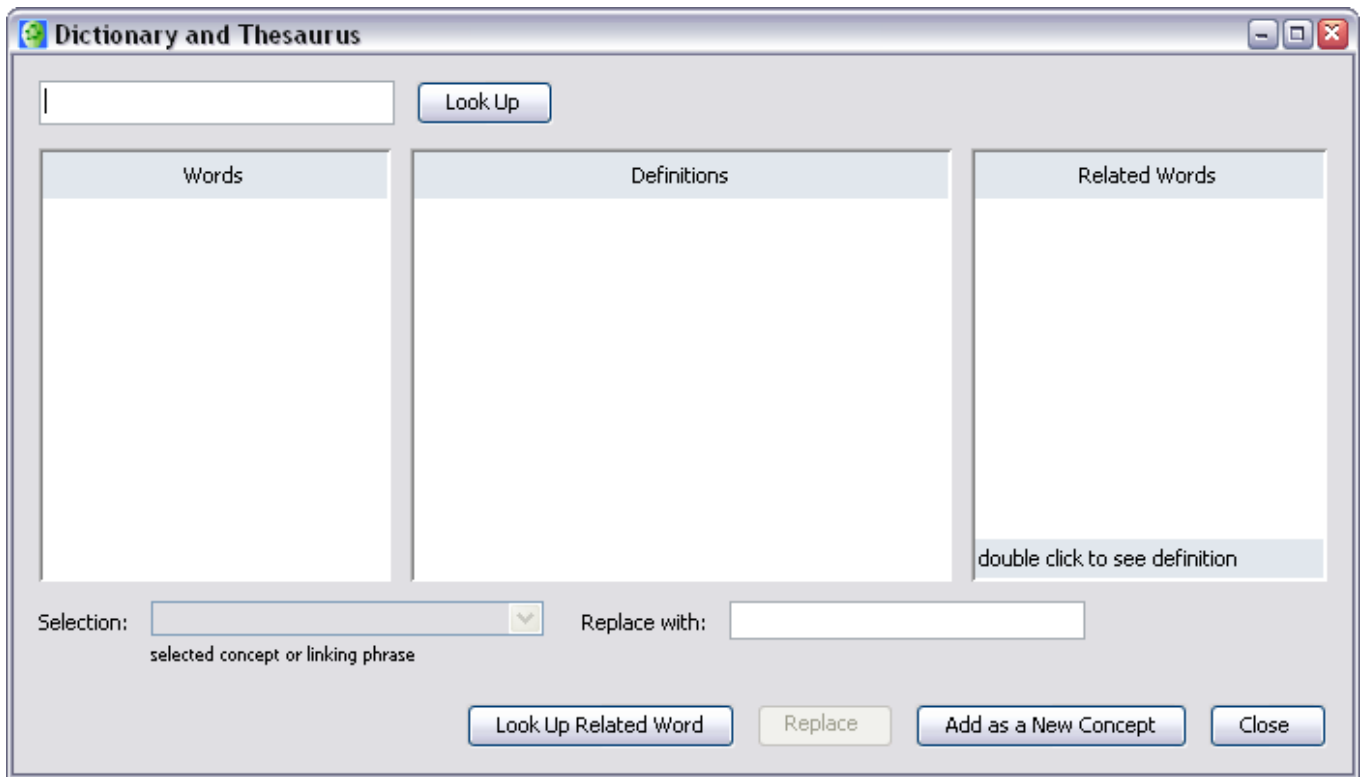 Dictionary and Thesaurus
Look Up
Words
Definitions
Related Words
double click to see definition
Selection:
Replace with:
selected concept or linking phrase
Look Up Related Word
Replace
Add as a New Concept
Close